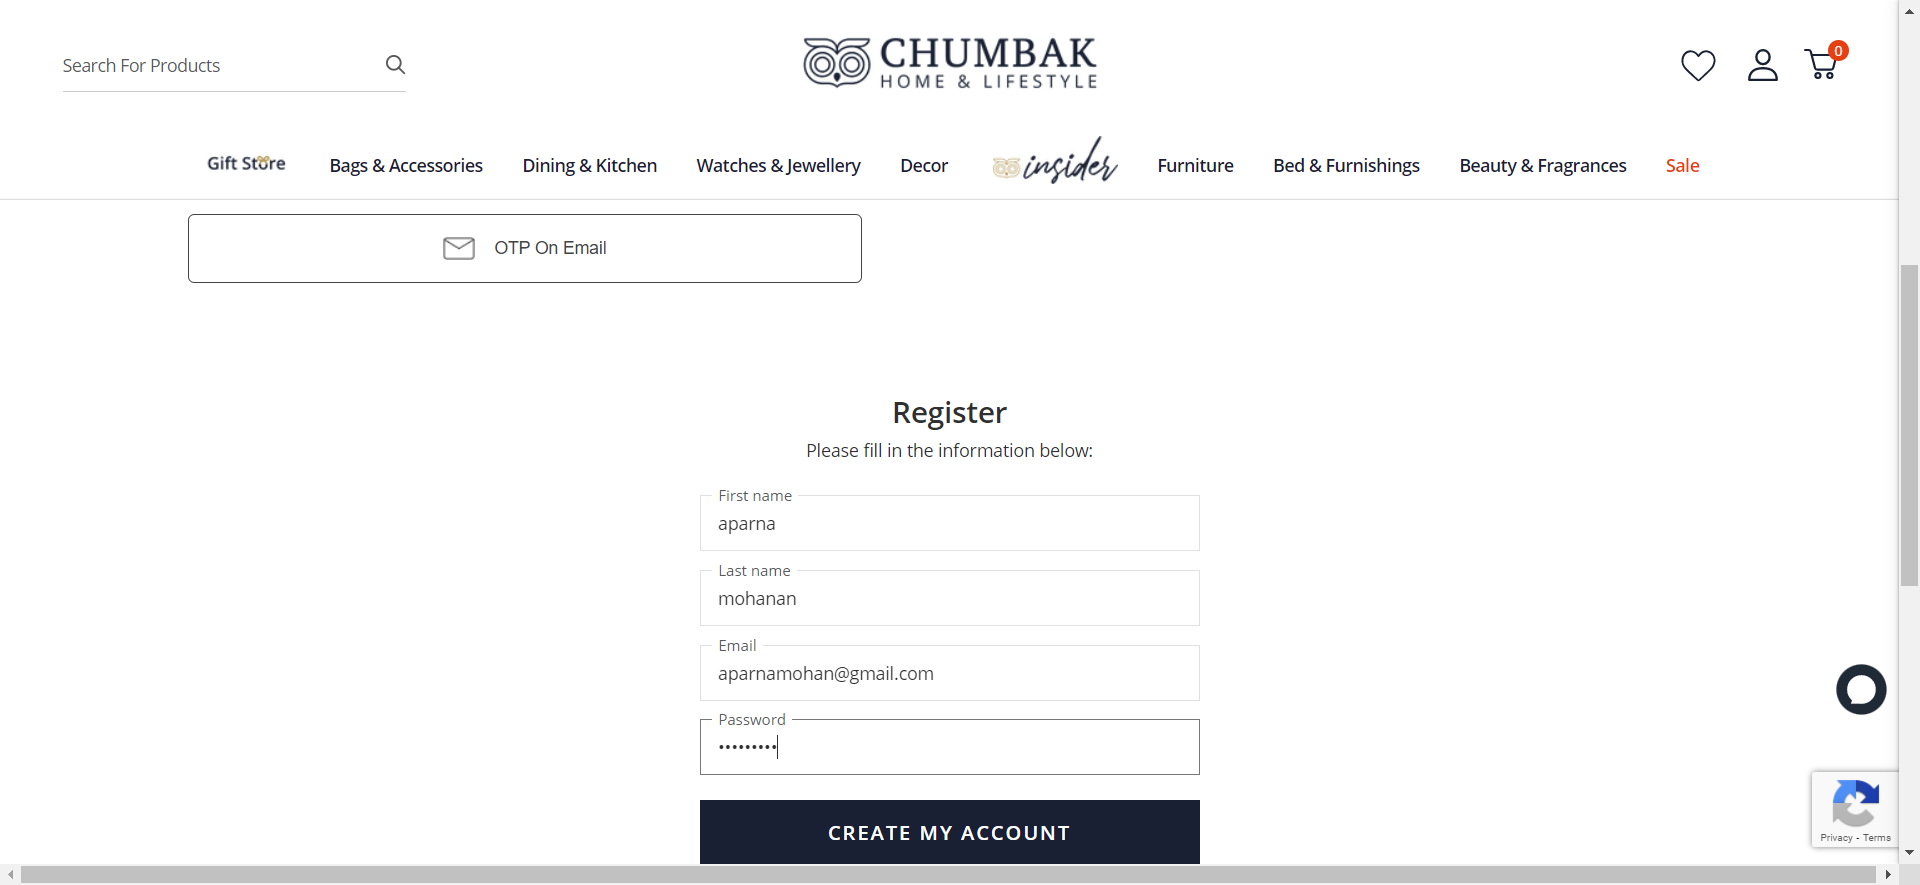 Search For Products
CHUMBAK
HOME & LIFESTYLE
0
Gift Store Bags & Accessories Dining & Kitchen Watches & Jewellery Decor insider Furniture Bed & Furnishings Beauty & Fragrances Sale
OTP On Email
Register
Please fill in the information below:
First name
aparna
Last name
mohanan
Email
aparnamohan@gmail.com
Password
•••••••••
CREATE MY ACCOUNT
Privacy - Terms